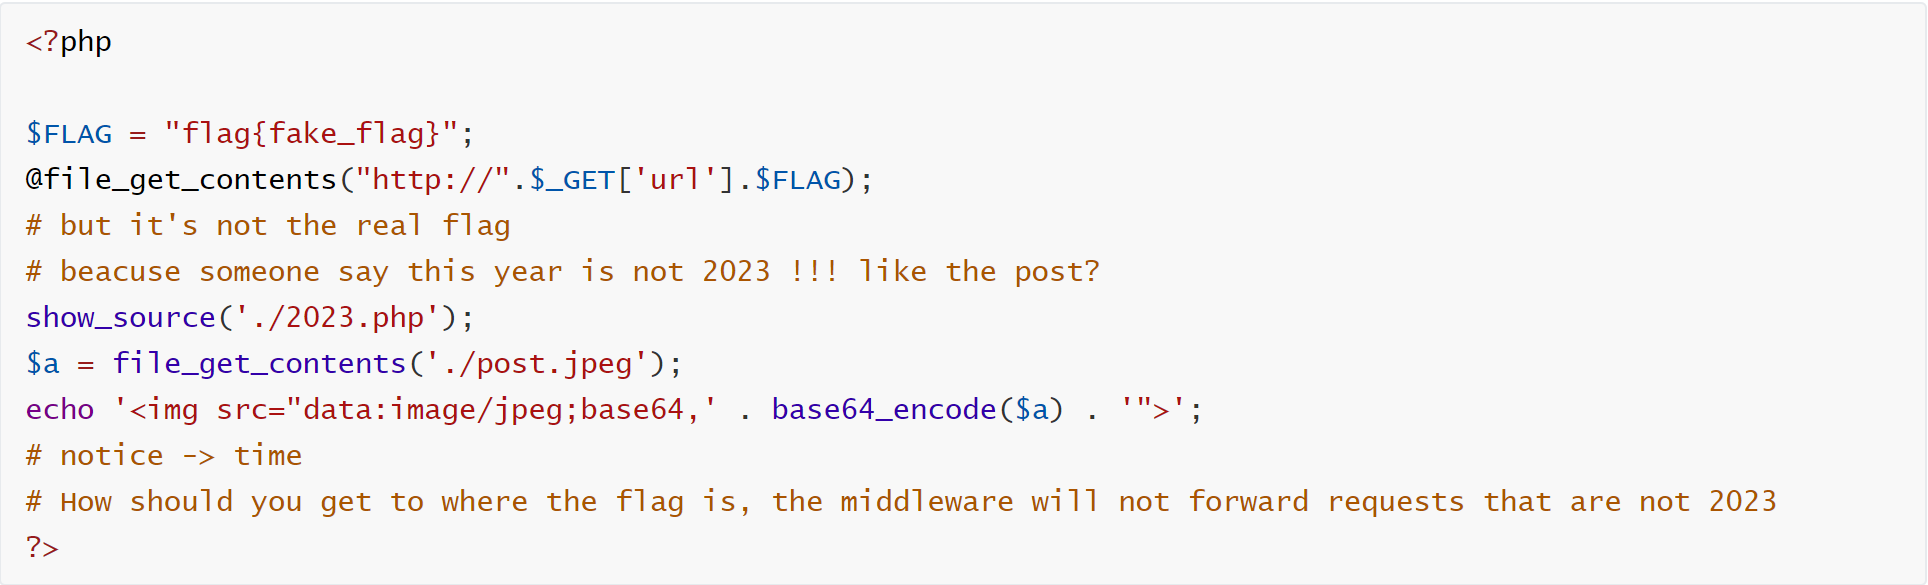 <?php
$FLAG = "flag{fake_flag}";
@file_get_contents("http://".$_GET['url'].$FLAG);
# but it's not the real flag
# beacuse someone say this year is not 2023 !!! like the post?
show_source('./2023.php');
$a = file_get_contents('./post.jpeg');
echo '<img src="data:image/jpeg;base64,' . base64_encode($a) . '">';
# notice -> time
# How should you get to where the flag is, the middleware will not forward requests that are not 2023
?>